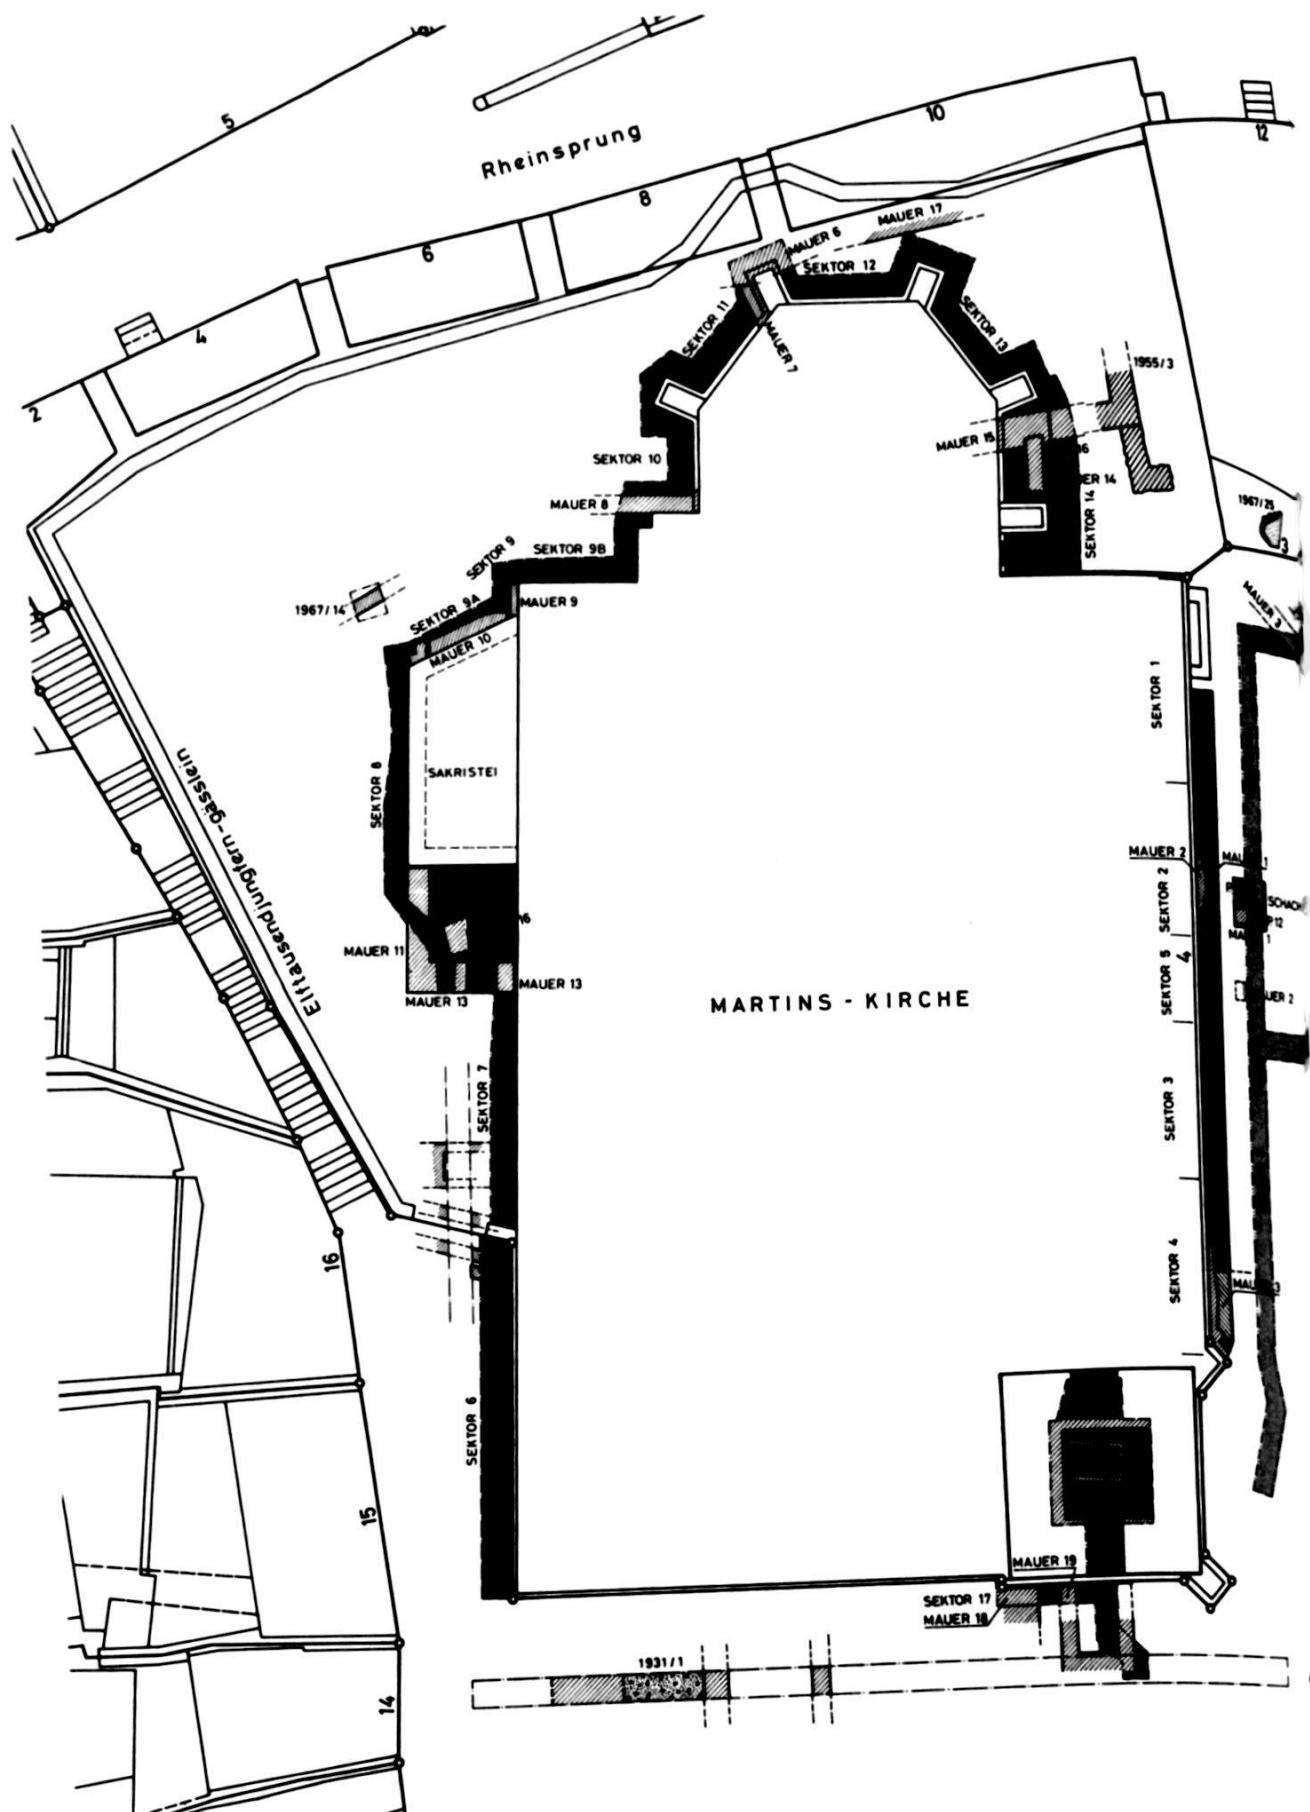 5
Rheinsprung
10
12
8
6
4
2
MAUER 17
MAUER 6
SEKTOR 12
SEKTOR 11
MAUER 7
SEKTOR 13
1955/3
MAUER 15
SEKTOR 10
MAUER 8
SEKTOR 14
1967/25
3
SEKTOR 9
SEKTOR 9B
1967/14
SEKTOR 9A
MAUER 9
MAUER 10
MAUER 3
SEKTOR 1
SAKRISTEI
SEKTOR 8
Elftausendjungfern-gässlein
MAUER 2
SEKTOR 2
MAUER 11
MAUER 13
MAUER 13
SEKTOR 5
4
MARTINS - KIRCHE
SEKTOR 7
SEKTOR 3
SEKTOR 4
16
SEKTOR 6
15
MAUER 19
SEKTOR 17
MAUER 18
1931/1
14